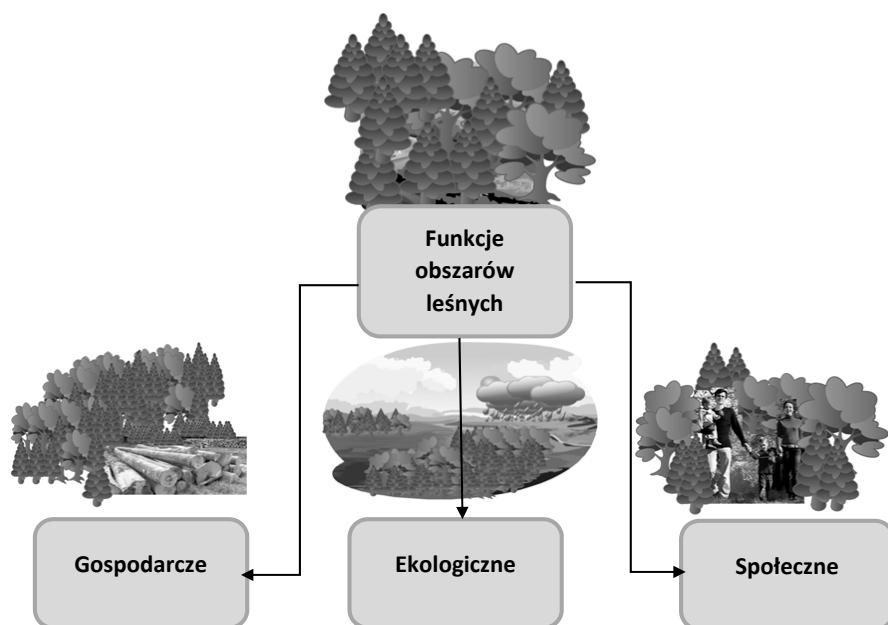 Funkcje
obszarów
leśnych
Gospodarcze
Ekologiczne
Społeczne